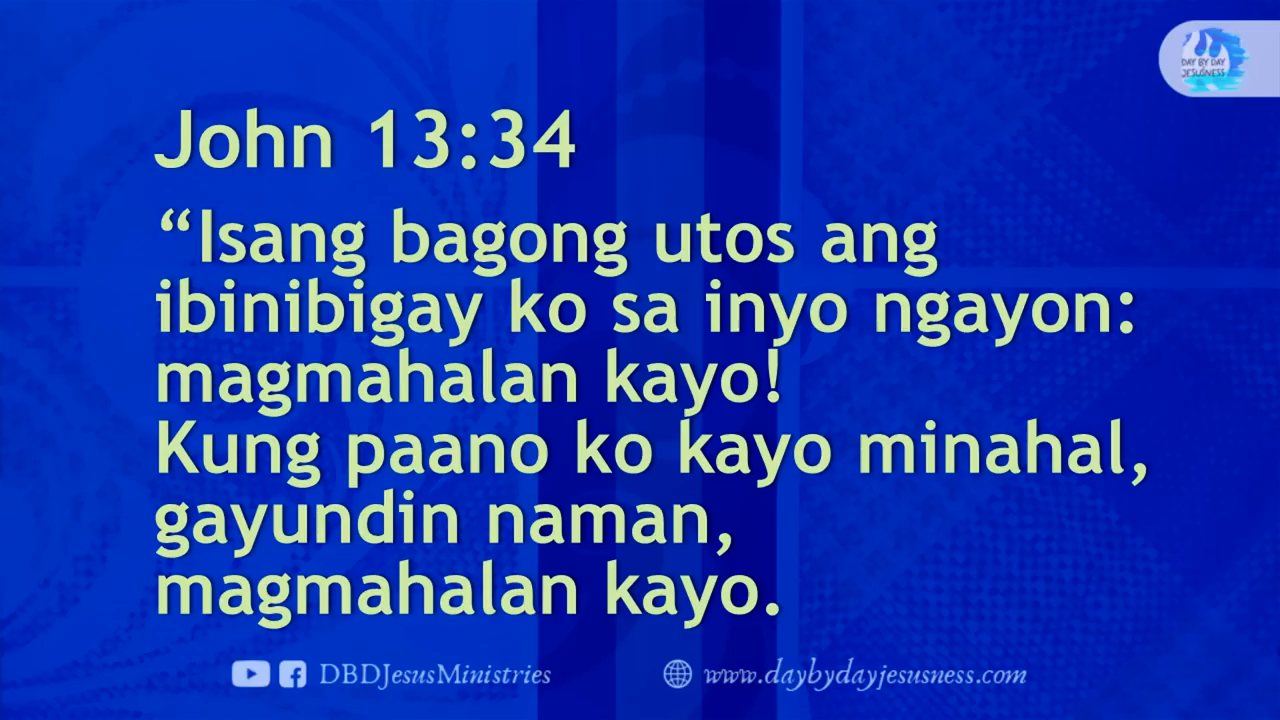 DAY BY DAY
JESUSNESS
John 13:34
“Isang bagong utos ang
ibinibigay ko sa inyo ngayon:
magmahalan kayo!
Kung paano ko kayo minahal,
gayundin naman,
magmahalan kayo.
DBDJesusMinistries
www.daybydayjesusness.com